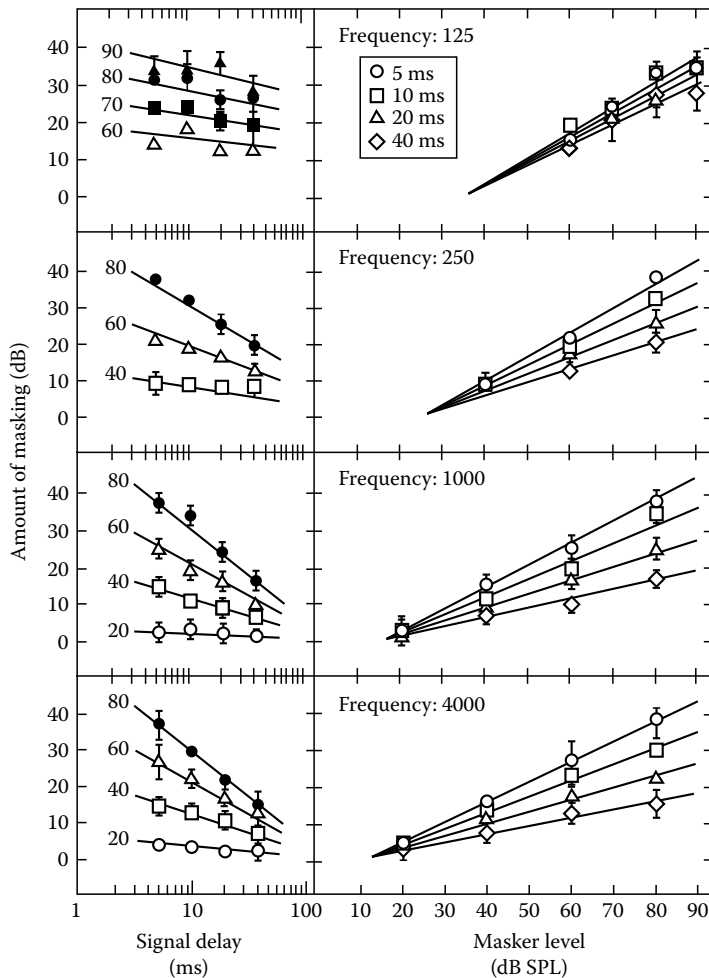 Frequency: 125
5 ms
10 ms
20 ms
40 ms
40
30
20
10
0
90
80
70
60
Frequency: 250
40
30
20
10
0
80
60
40
Frequency: 1000
40
30
20
10
0
80
60
40
20
Frequency: 4000
40
30
20
10
0
80
60
40
20
Amount of masking (dB)
1 10 100
10 20 30 40 50 60 70 80 90
Signal delay
(ms)
Masker level
(dB SPL)